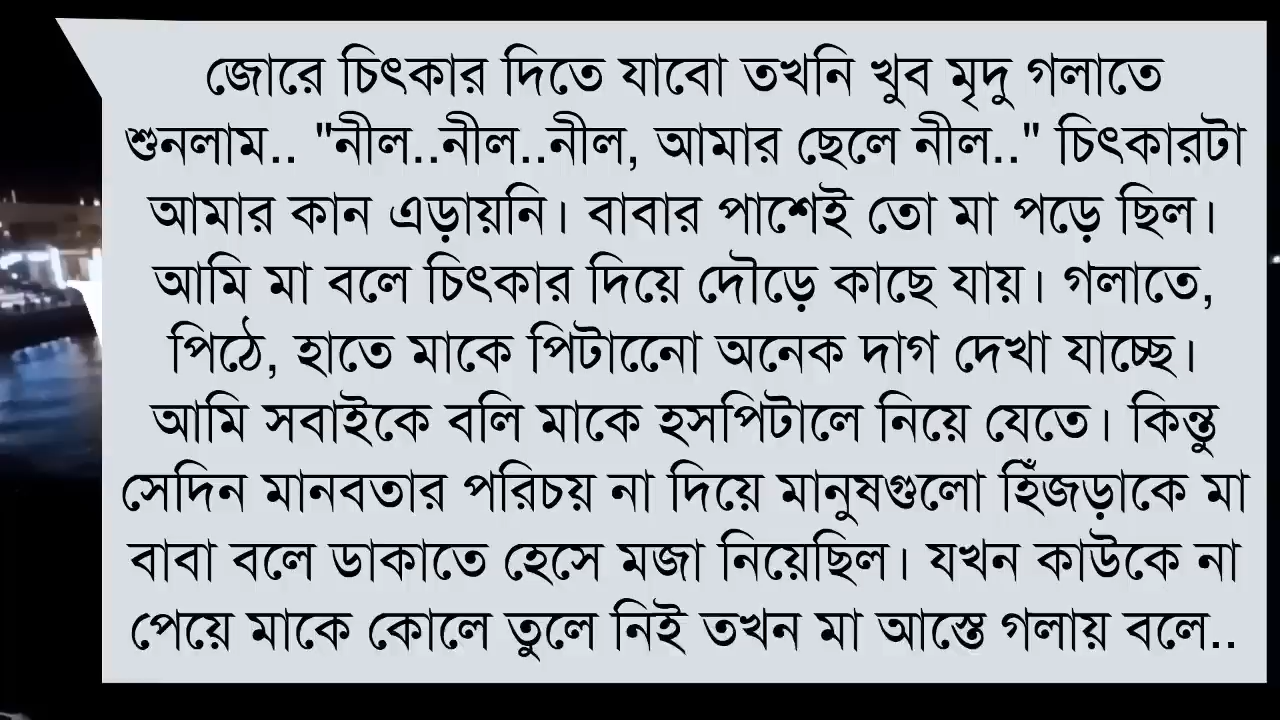 জোরে চিৎকার দিতে যাবো তখনি খুব মৃদু গলাতে
শুনলাম.. "নীল..নীল..নীল, আমার ছেলে নীল.." চিৎকারটা
আমার কান এড়ায়নি। বাবার পাশেই তো মা পড়ে ছিল।
আমি মা বলে চিৎকার দিয়ে দৌড়ে কাছে যায়। গলাতে,
পিঠে, হাতে মাকে পিটানোে অনেক দাগ দেখা যাচ্ছে।
আমি সবাইকে বলি মাকে হসপিটালে নিয়ে যেতে। কিন্তু
সেদিন মানবতার পরিচয় না দিয়ে মানুষগুলো হিঁজড়াকে মা
বাবা বলে ডাকাতে হেসে মজা নিয়েছিল। যখন কাউকে না
পেয়ে মাকে কোলে তুলে নিই তখন মা আস্তে গলায় বলে..